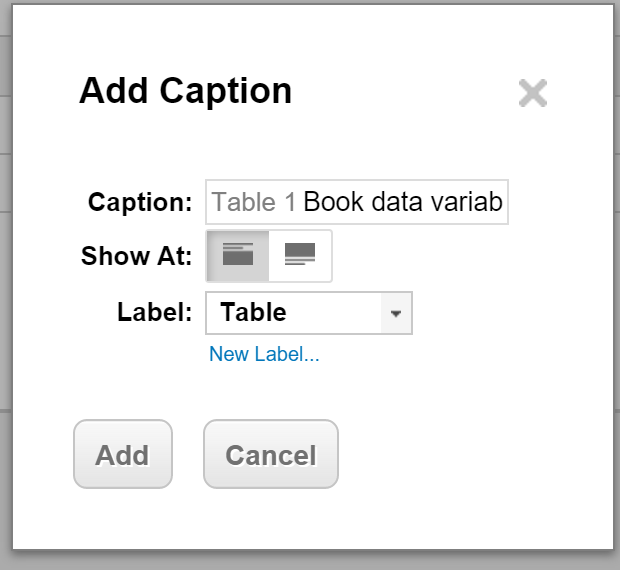 Add Caption
Caption: Table 1 Book data variab
Show At:
Label: Table
New Label...
Add Cancel